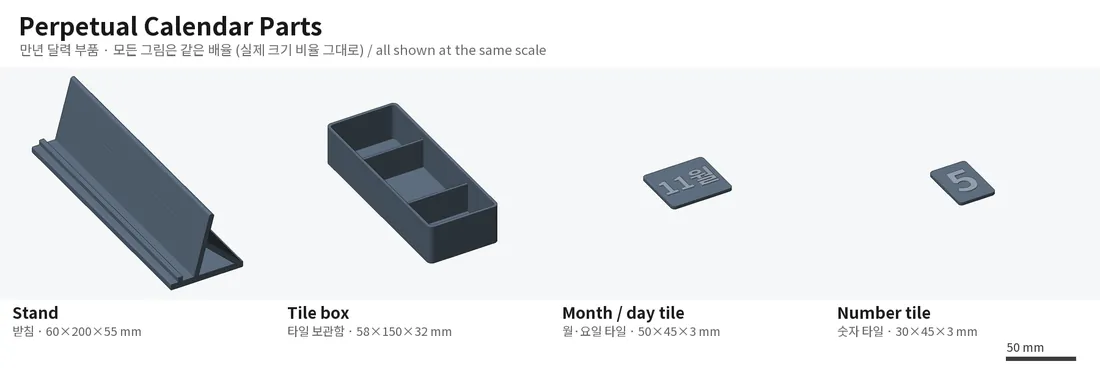 Perpetual Calendar Parts
만년 달력 부품 · 모든 그림은 같은 배율 (실제 크기 비율 그대로) / all shown at the same scale
11월
5
Stand
받침 · 60×200×55 mm
Tile box
타일 보관함 · 58×150×32 mm
Month / day tile
월·요일 타일 · 50×45×3 mm
Number tile
숫자 타일 · 30×45×3 mm
50 mm